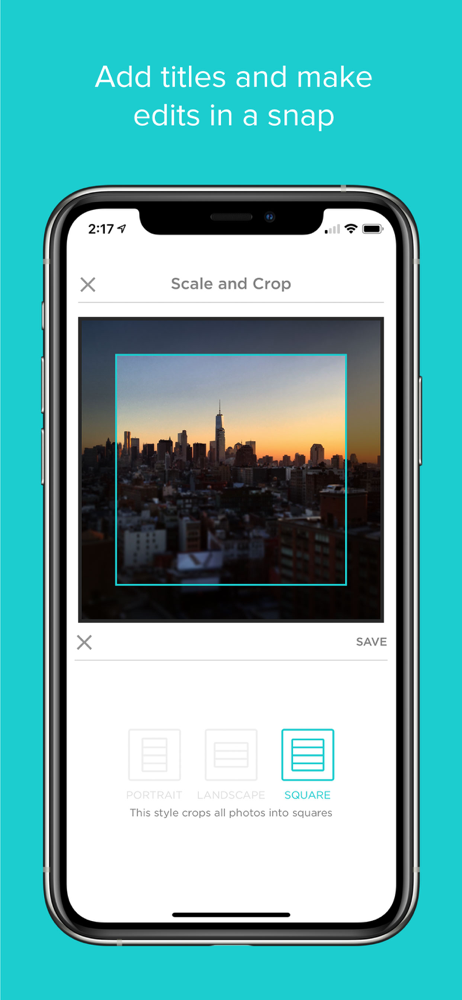 Add titles and make
edits in a snap
2:17
Scale and Crop
SAVE
PORTRAIT LANDSCAPE SQUARE
This style crops all photos into squares